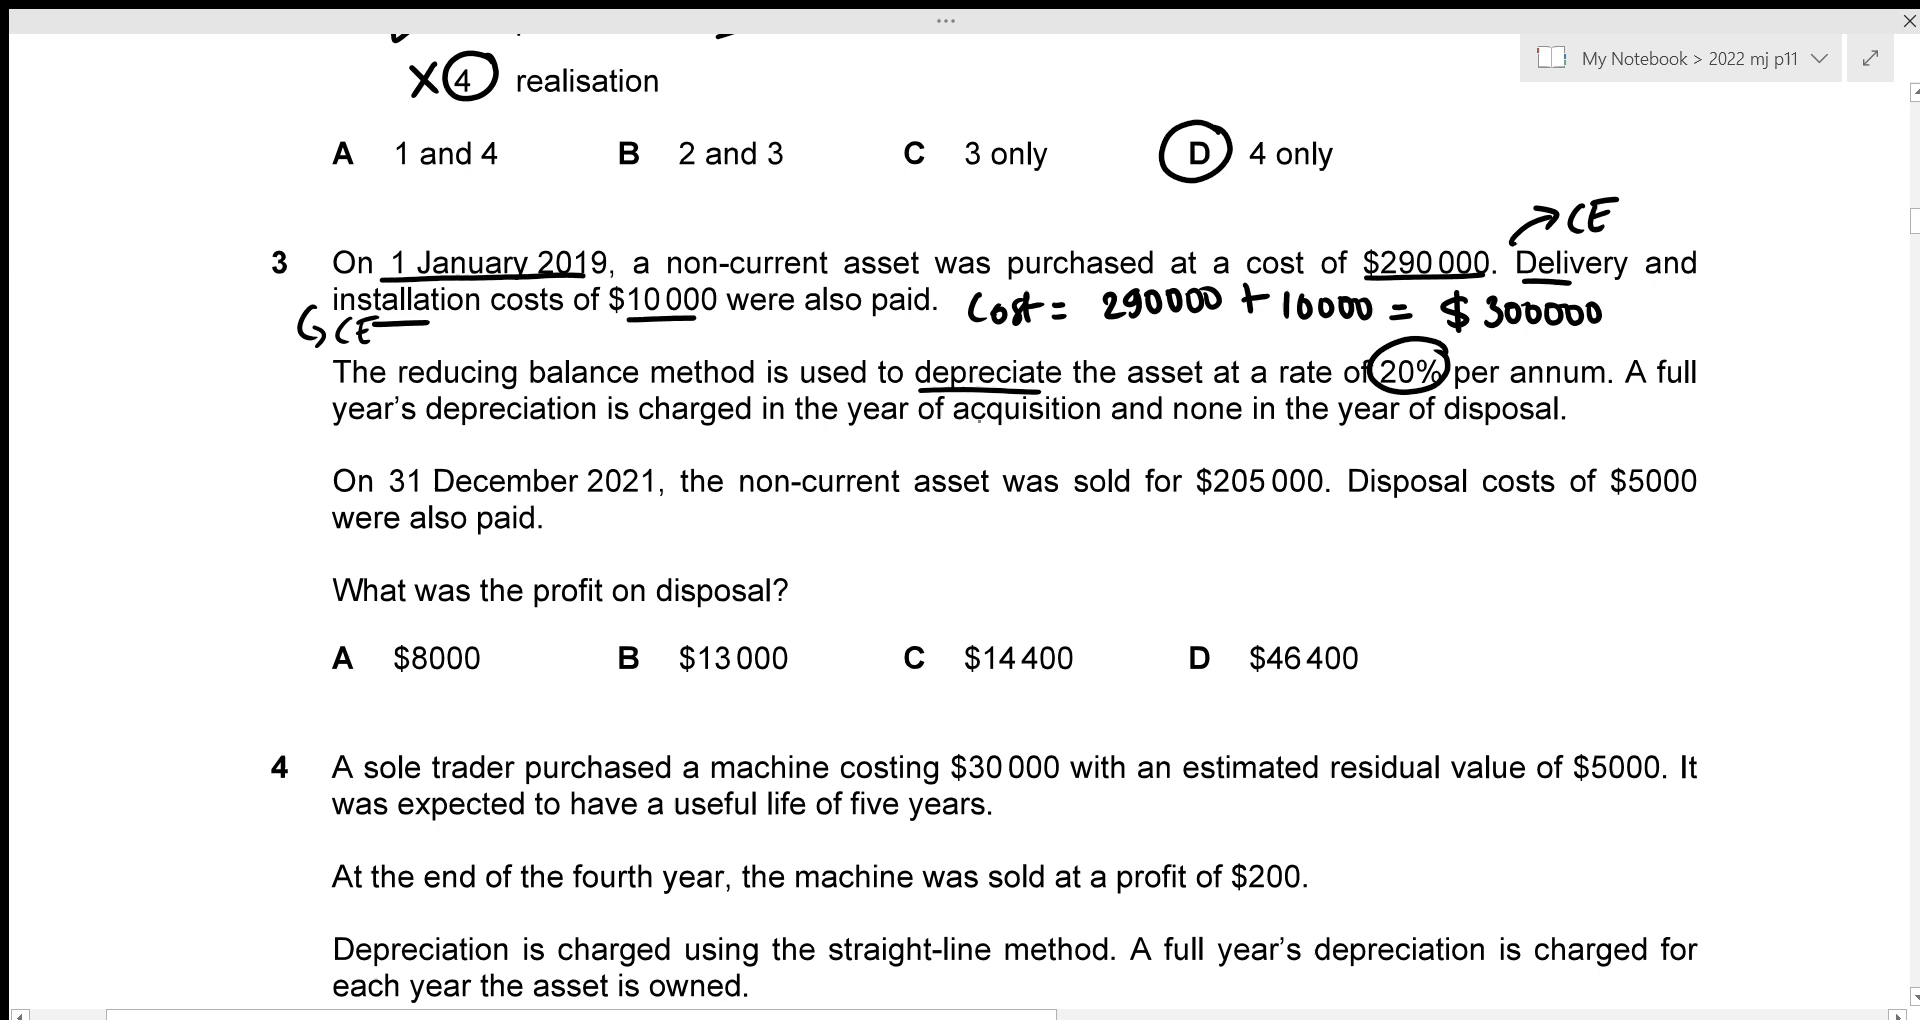 My Notebook > 2022 mj p11
X 4 realisation
A 1 and 4 B 2 and 3 C 3 only D 4 only
CE
3 On 1 January 2019, a non-current asset was purchased at a cost of $290 000. Delivery and
installation costs of $10 000 were also paid. Cost = 290000 + 10000 = $ 300000
CE
The reducing balance method is used to depreciate the asset at a rate of 20% per annum. A full
year's depreciation is charged in the year of acquisition and none in the year of disposal.
On 31 December 2021, the non-current asset was sold for $205 000. Disposal costs of $5000
were also paid.
What was the profit on disposal?
A $8000 B $13 000 C $14 400 D $46 400
4 A sole trader purchased a machine costing $30 000 with an estimated residual value of $5000. It
was expected to have a useful life of five years.
At the end of the fourth year, the machine was sold at a profit of $200.
Depreciation is charged using the straight-line method. A full year's depreciation is charged for
each year the asset is owned.